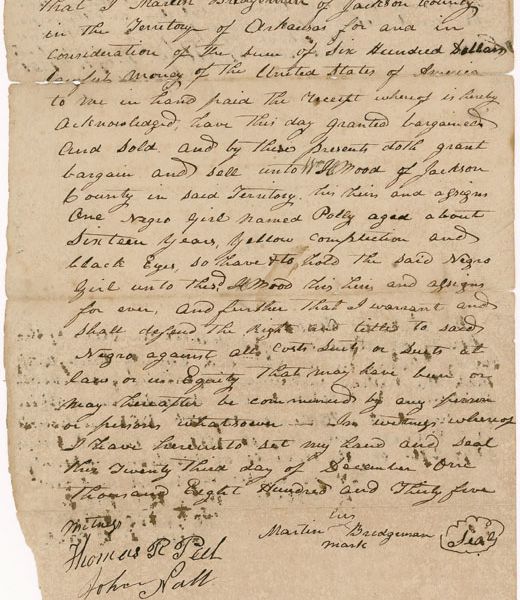 that I Martin Bridgeman of Jackson County
in the Territory of Arkansas for and in
consideration of the sum of Six Hundred Dollars
lawful money of the United States of America
to me in hand paid the receipt whereof is hereby
acknowledged, have this day granted bargained
and sold and by these presents doth grant
bargain and sell unto Wood of Jackson
County in said Territory his heirs and assigns
One Negro Girl named Polly aged about
Sixteen Years, Yellow complection and
black Eyes, so have & to hold the said Negro
Girl unto the sd Wood his heirs and assigns
for ever, and further that I warrant and
shall defend the Right and title to said
Negro against all Costs suits or suits at
law or in Equity that may have been or
may hereafter be commenced by any person
or persons whatsoever — In witness whereof
I have hereunto set my hand and seal
this Twenty third day of December One
Thousand Eight Hundred and Thirty five
his
Witness
Martin Bridgeman Seal
mark
Thomas R
John Natt